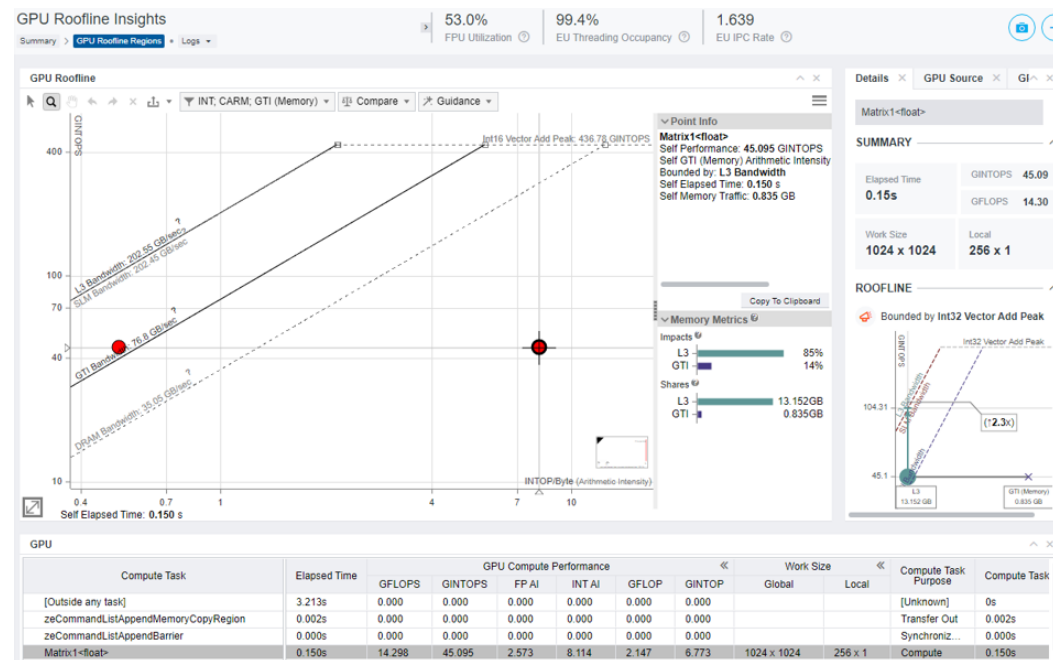 GPU Roofline Insights
Summary > GPU Roofline Regions • Logs
53.0%
FPU Utilization
99.4%
EU Threading Occupancy
1.639
EU IPC Rate
GPU Roofline
INT; CARM; GTI (Memory)
Compare
Guidance
GINTOPS
400
100
70
40
10
Int16 Vector Add Peak: 436.78 GINTOPS
?
L3 Bandwidth: 202.55 GB/sec
SLM Bandwidth: 202.45 GB/sec
?
GTI Bandwidth: 76.8 GB/sec
?
DRAM Bandwidth: 35.05 GB/sec
INTOP/Byte (Arithmetic Intensity)
0.4
0.7
1
4
7
10
Self Elapsed Time: 0.150 s
Point Info
Matrix1<float>
Self Performance: 45.095 GINTOPS
Self GTI (Memory) Arithmetic Intensity
Bounded by: L3 Bandwidth
Self Elapsed Time: 0.150 s
Self Memory Traffic: 0.835 GB
Copy To Clipboard
Memory Metrics
Impacts
L3 85%
GTI 14%
Shares
L3 13.152GB
GTI 0.835GB
Details
GPU Source
Matrix1<float>
SUMMARY
Elapsed Time
0.15s
GINTOPS 45.09
GFLOPS 14.30
Work Size
1024 x 1024
Local
256 x 1
ROOFLINE
Bounded by Int32 Vector Add Peak
GINTOPS
Int32 Vector Add Peak
L3 Bandwidth
SLM Bandwidth
104.31
(↑2.3x)
45.1
L3
13.152 GB
GTI (Memory)
0.835 GB
GPU
Compute Task
Elapsed Time
GPU Compute Performance
Work Size
Compute Task Purpose
Compute Task
GFLOPS GINTOPS FP AI INT AI GFLOP GINTOP Global Local
[Outside any task] 3.213s 0.000 0.000 0.000 0.000 0.000 0.000 [Unknown] 0s
zeCommandListAppendMemoryCopyRegion 0.002s 0.000 0.000 0.000 0.000 0.000 0.000 Transfer Out 0.002s
zeCommandListAppendBarrier 0.000s 0.000 0.000 0.000 0.000 0.000 0.000 Synchroniz... 0.000s
Matrix1<float> 0.150s 14.298 45.095 2.573 8.114 2.147 6.773 1024 x 1024 256 x 1 Compute 0.150s